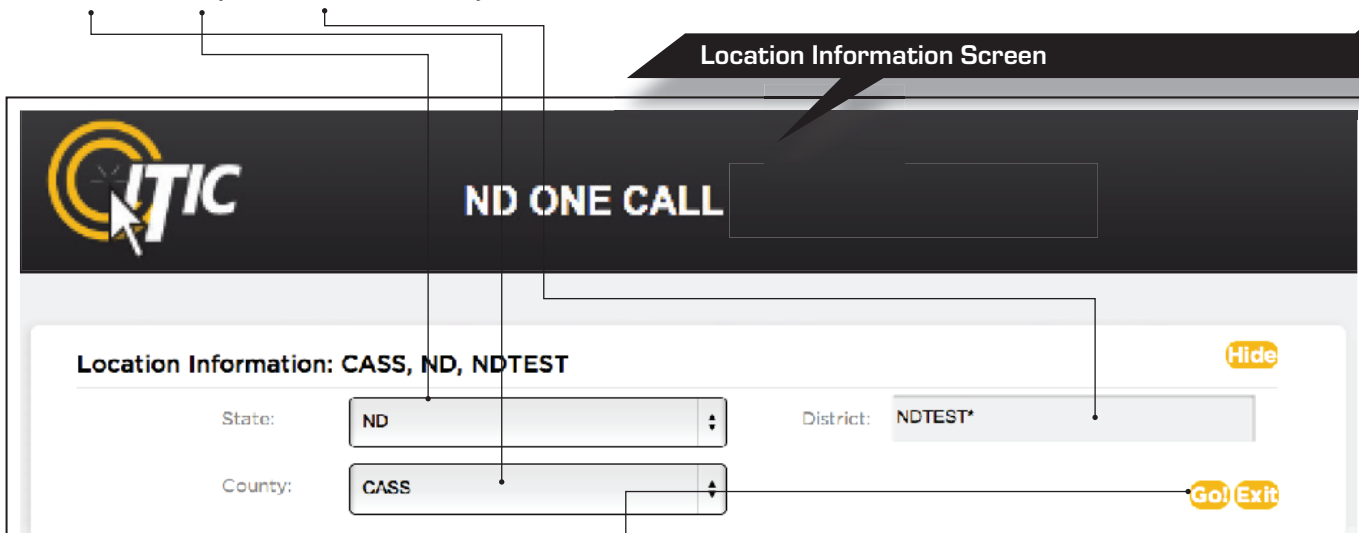 Location Information Screen
ITIC
ND ONE CALL
Location Information: CASS, ND, NDTEST
Hide
State: ND District: NDTEST*
County: CASS Go! Exit